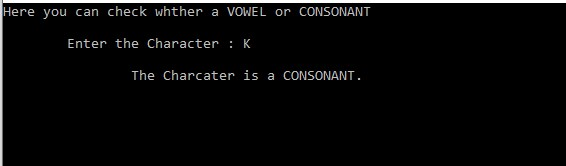 Here you can check whther a VOWEL or CONSONANT
Enter the Character : K
The Charcater is a CONSONANT.